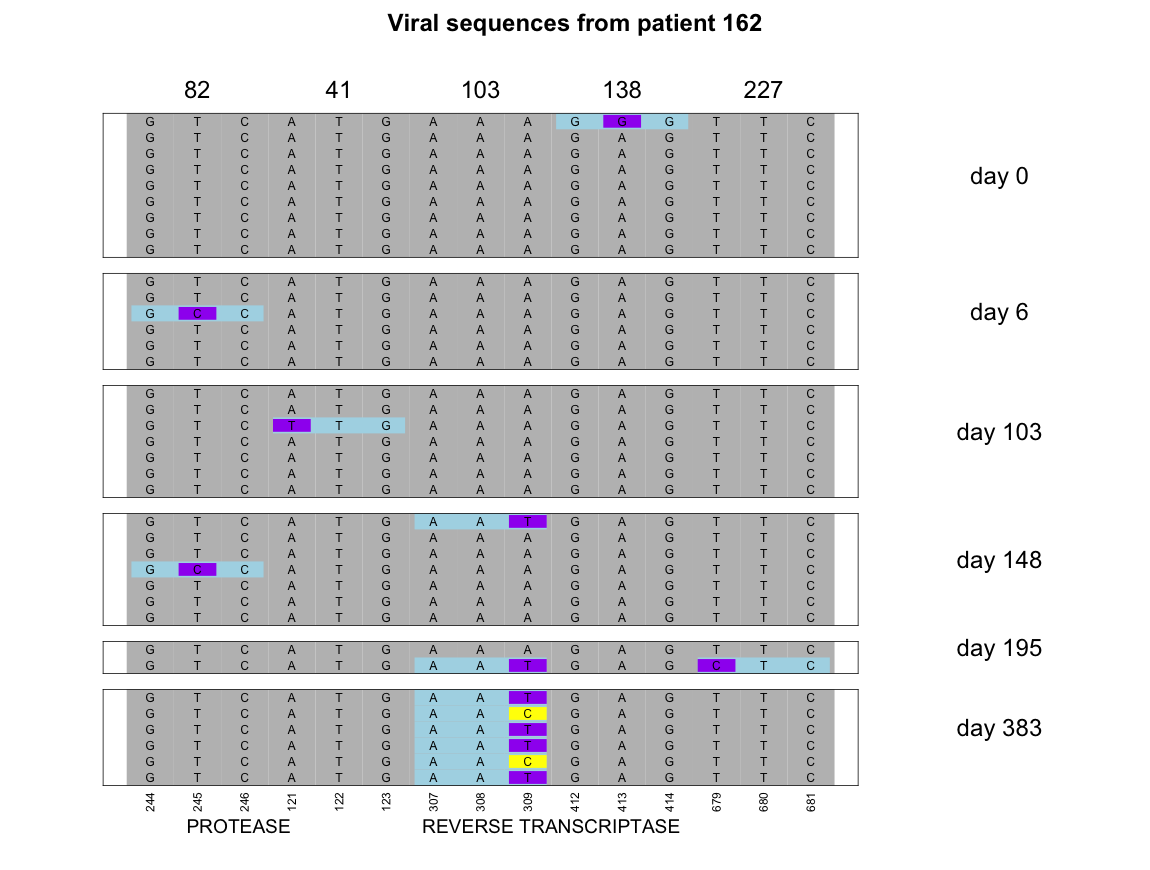 Viral sequences from patient 162
82 41 103 138 227
G T C A T G A A A G G G T T C
G T C A T G A A A G A G T T C
G T C A T G A A A G A G T T C
G T C A T G A A A G A G T T C
G T C A T G A A A G A G T T C
G T C A T G A A A G A G T T C
G T C A T G A A A G A G T T C
G T C A T G A A A G A G T T C
G T C A T G A A A G A G T T C
day 0
G T C A T G A A A G A G T T C
G T C A T G A A A G A G T T C
G C C A T G A A A G A G T T C
G T C A T G A A A G A G T T C
G T C A T G A A A G A G T T C
G T C A T G A A A G A G T T C
day 6
G T C A T G A A A G A G T T C
G T C A T G A A A G A G T T C
G T C T T G A A A G A G T T C
G T C A T G A A A G A G T T C
G T C A T G A A A G A G T T C
G T C A T G A A A G A G T T C
G T C A T G A A A G A G T T C
day 103
G T C A T G A A T G A G T T C
G T C A T G A A A G A G T T C
G T C A T G A A A G A G T T C
G C C A T G A A A G A G T T C
G T C A T G A A A G A G T T C
G T C A T G A A A G A G T T C
G T C A T G A A A G A G T T C
day 148
G T C A T G A A A G A G T T C
G T C A T G A A T G A G C T C
day 195
G T C A T G A A T G A G T T C
G T C A T G A A C G A G T T C
G T C A T G A A T G A G T T C
G T C A T G A A T G A G T T C
G T C A T G A A C G A G T T C
G T C A T G A A T G A G T T C
day 383
244 245 246 121 122 123 307 308 309 412 413 414 679 680 681
PROTEASE REVERSE TRANSCRIPTASE